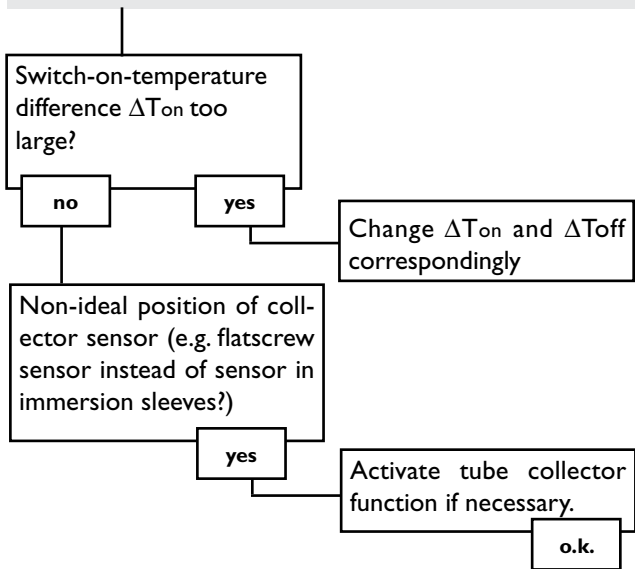 Switch-on-temperature
difference ΔTon too
large?
no
yes
Change ΔTon and ΔToff
correspondingly
Non-ideal position of coll-
ector sensor (e.g. flatscrew
sensor instead of sensor in
immersion sleeves?)
yes
Activate tube collector
function if necessary.
o.k.